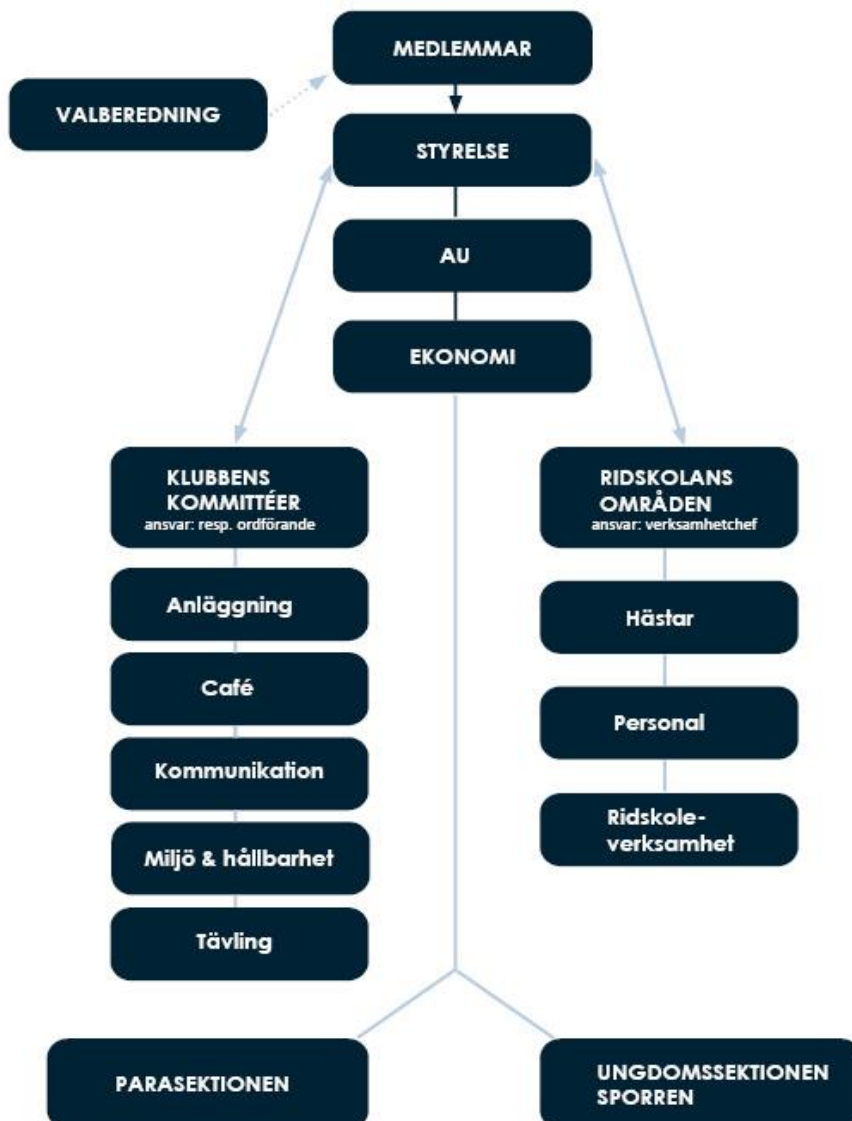 MEDLEMMAR
VALBEREDNING
STYRELSE
AU
EKONOMI
KLUBBENS
KOMMITTÉER
ansvar: resp. ordförande
Anläggning
Café
Kommunikation
Miljö & hållbarhet
Tävling
RIDSKOLANS
OMRÅDEN
ansvar: verksamhetchef
Hästar
Personal
Ridskole-
verksamhet
PARASEKTIONEN
UNGDOMSSEKTIONEN
SPORREN